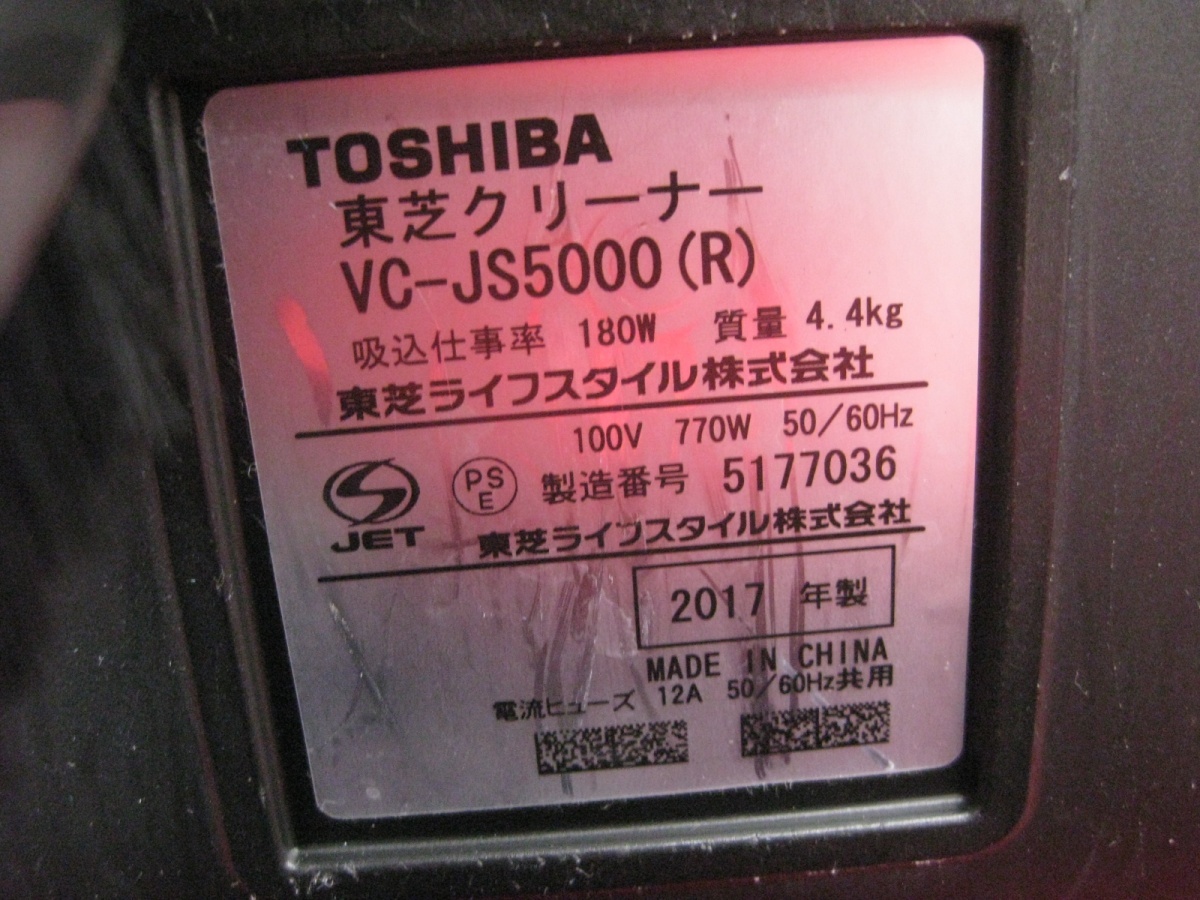 TOSHIBA
東芝クリーナー
VC-JS5000(R)
吸込仕事率 180W 質量 4.4kg
東芝ライフスタイル株式会社
100V 770W 50/60Hz
JET PSE 製造番号 5177036
東芝ライフスタイル株式会社
2017 年製
MADE IN CHINA
電流ヒューズ 12A 50/60Hz共用